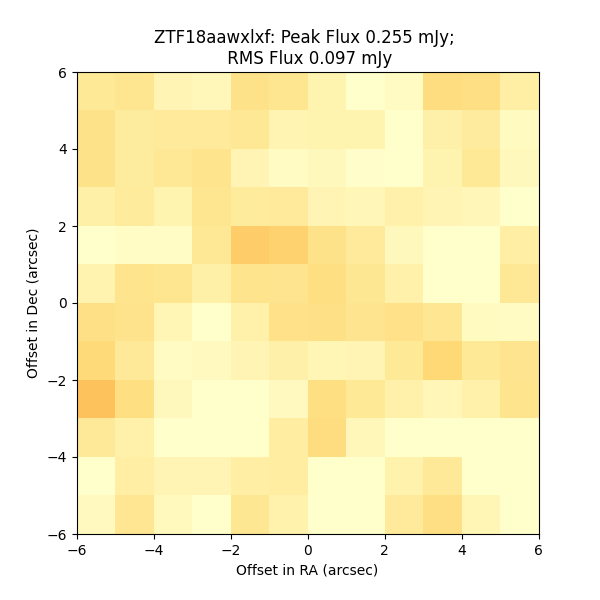 ZTF18aawxlxf: Peak Flux 0.255 mJy;
RMS Flux 0.097 mJy
6
4
2
0
−2
−4
−6
Offset in Dec (arcsec)
−6 −4 −2 0 2 4 6
Offset in RA (arcsec)